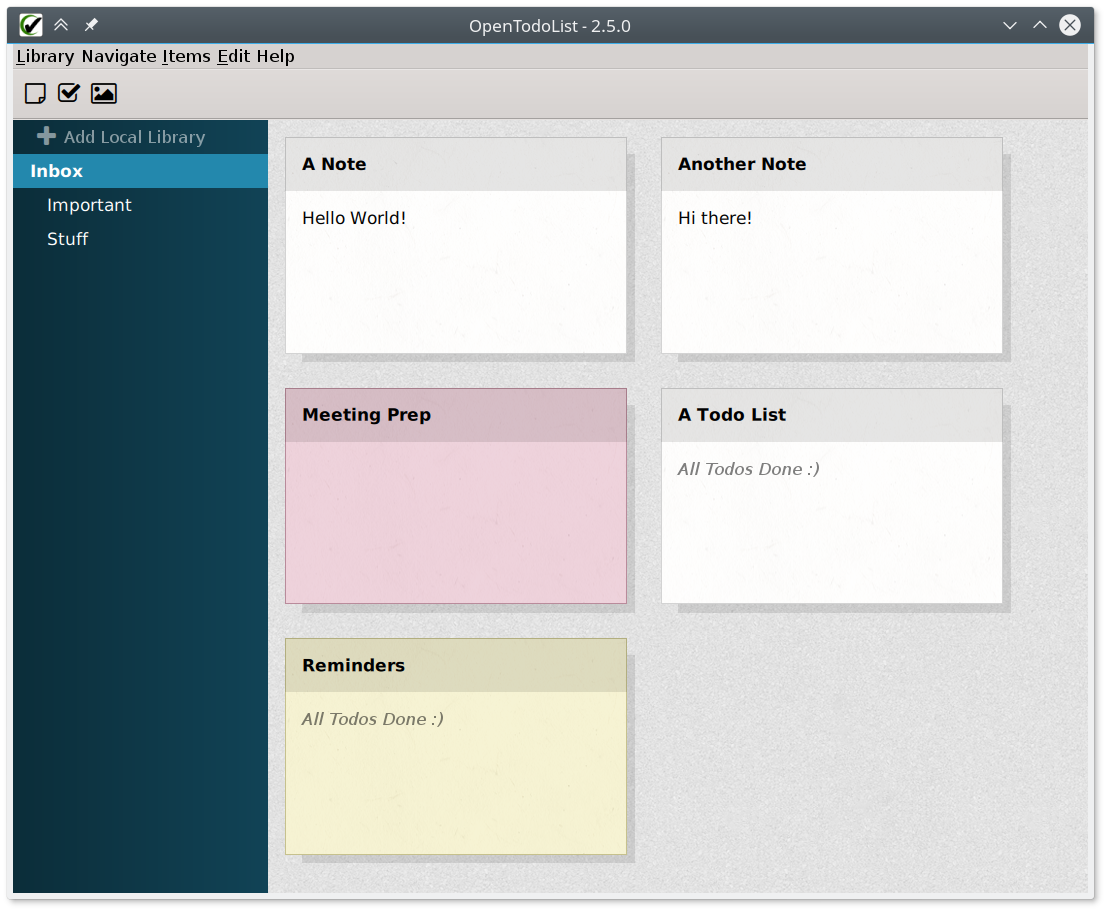 OpenTodoList - 2.5.0
Library Navigate Items Edit Help
Add Local Library
Inbox
Important
Stuff
A Note
Hello World!
Another Note
Hi there!
Meeting Prep
A Todo List
All Todos Done :)
Reminders
All Todos Done :)